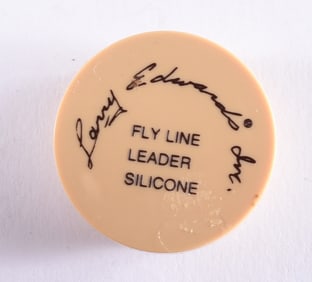 Larry Edwards® Inc.
FLY LINE
LEADER
SILICONE